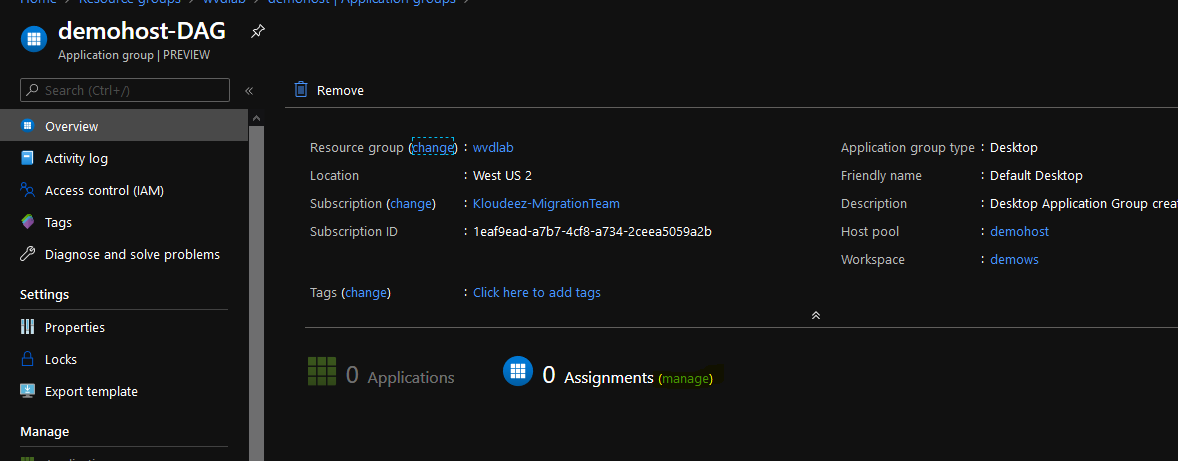 Home > Resource groups > wvdlab > demohost | Application groups >
demohost-DAG
Application group | PREVIEW
Search (Ctrl+/)
«
Remove
Overview
Activity log
Access control (IAM)
Tags
Diagnose and solve problems
Settings
Properties
Locks
Export template
Manage
Resource group (change) : wvdlab
Location : West US 2
Subscription (change) : Kloudeez-MigrationTeam
Subscription ID : 1eaf9ead-a7b7-4cf8-a734-2ceea5059a2b
Tags (change) : Click here to add tags
Application group type : Desktop
Friendly name : Default Desktop
Description : Desktop Application Group crea
Host pool : demohost
Workspace : demows
0 Applications
0 Assignments (manage)